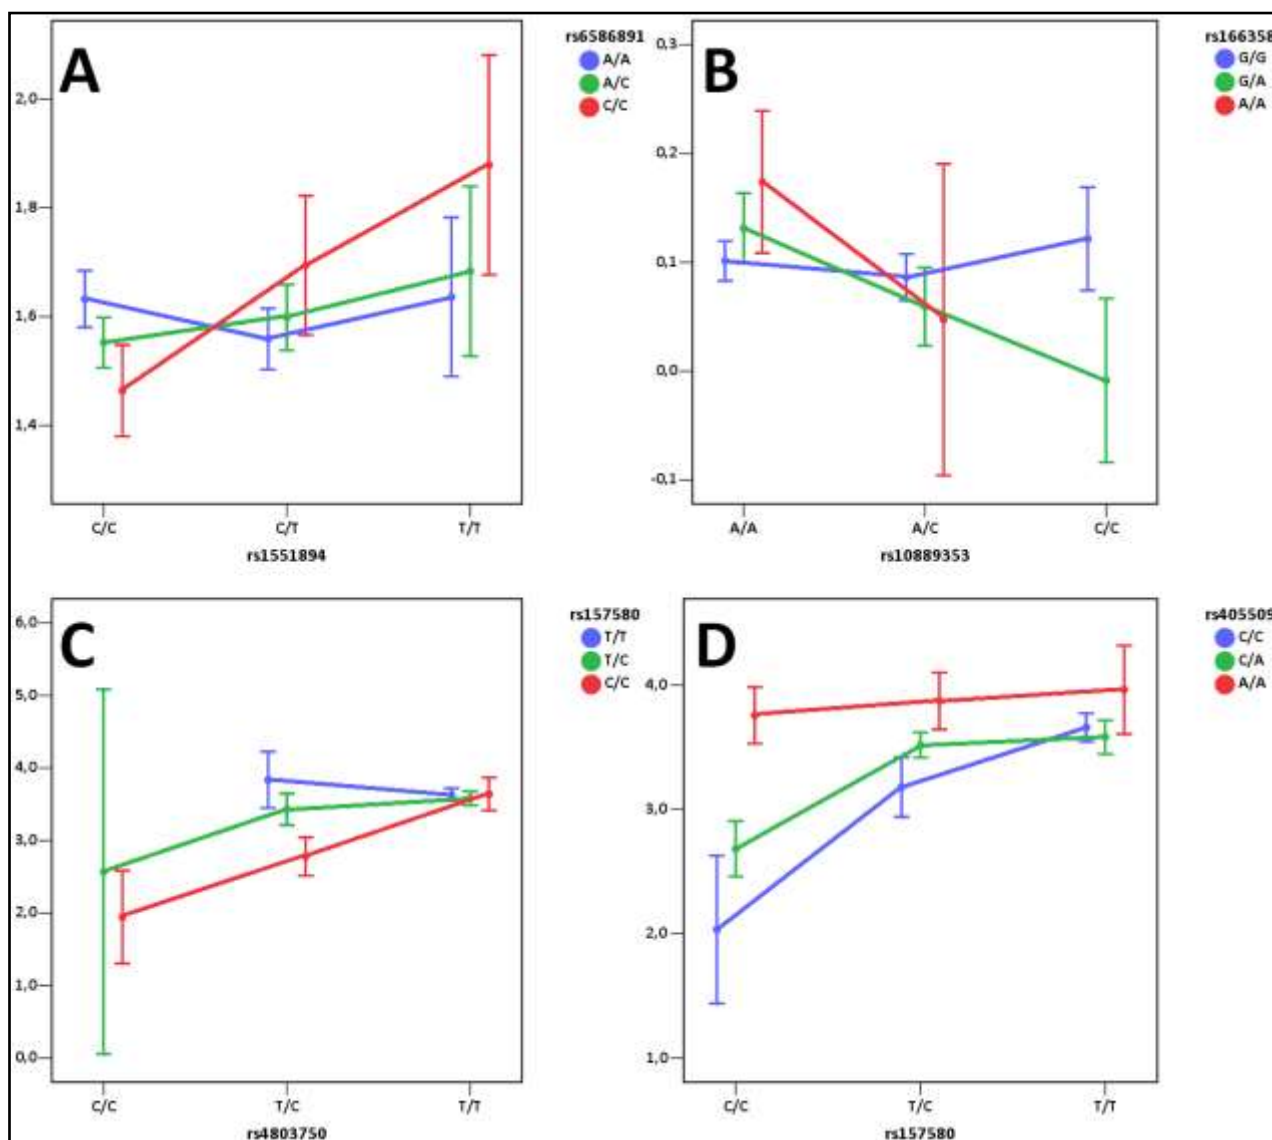 A
rs6586891
A/A
A/C
C/C
2,0
1,8
1,6
1,4
C/C C/T T/T
rs1551894
B
rs166358
G/G
G/A
A/A
0,3
0,2
0,1
0,0
-0,1
A/A A/C C/C
rs10889353
C
rs157580
T/T
T/C
C/C
6,0
5,0
4,0
3,0
2,0
1,0
0,0
C/C T/C T/T
rs4803750
D
rs405509
C/C
C/A
A/A
4,0
3,0
2,0
1,0
C/C T/C T/T
rs157580